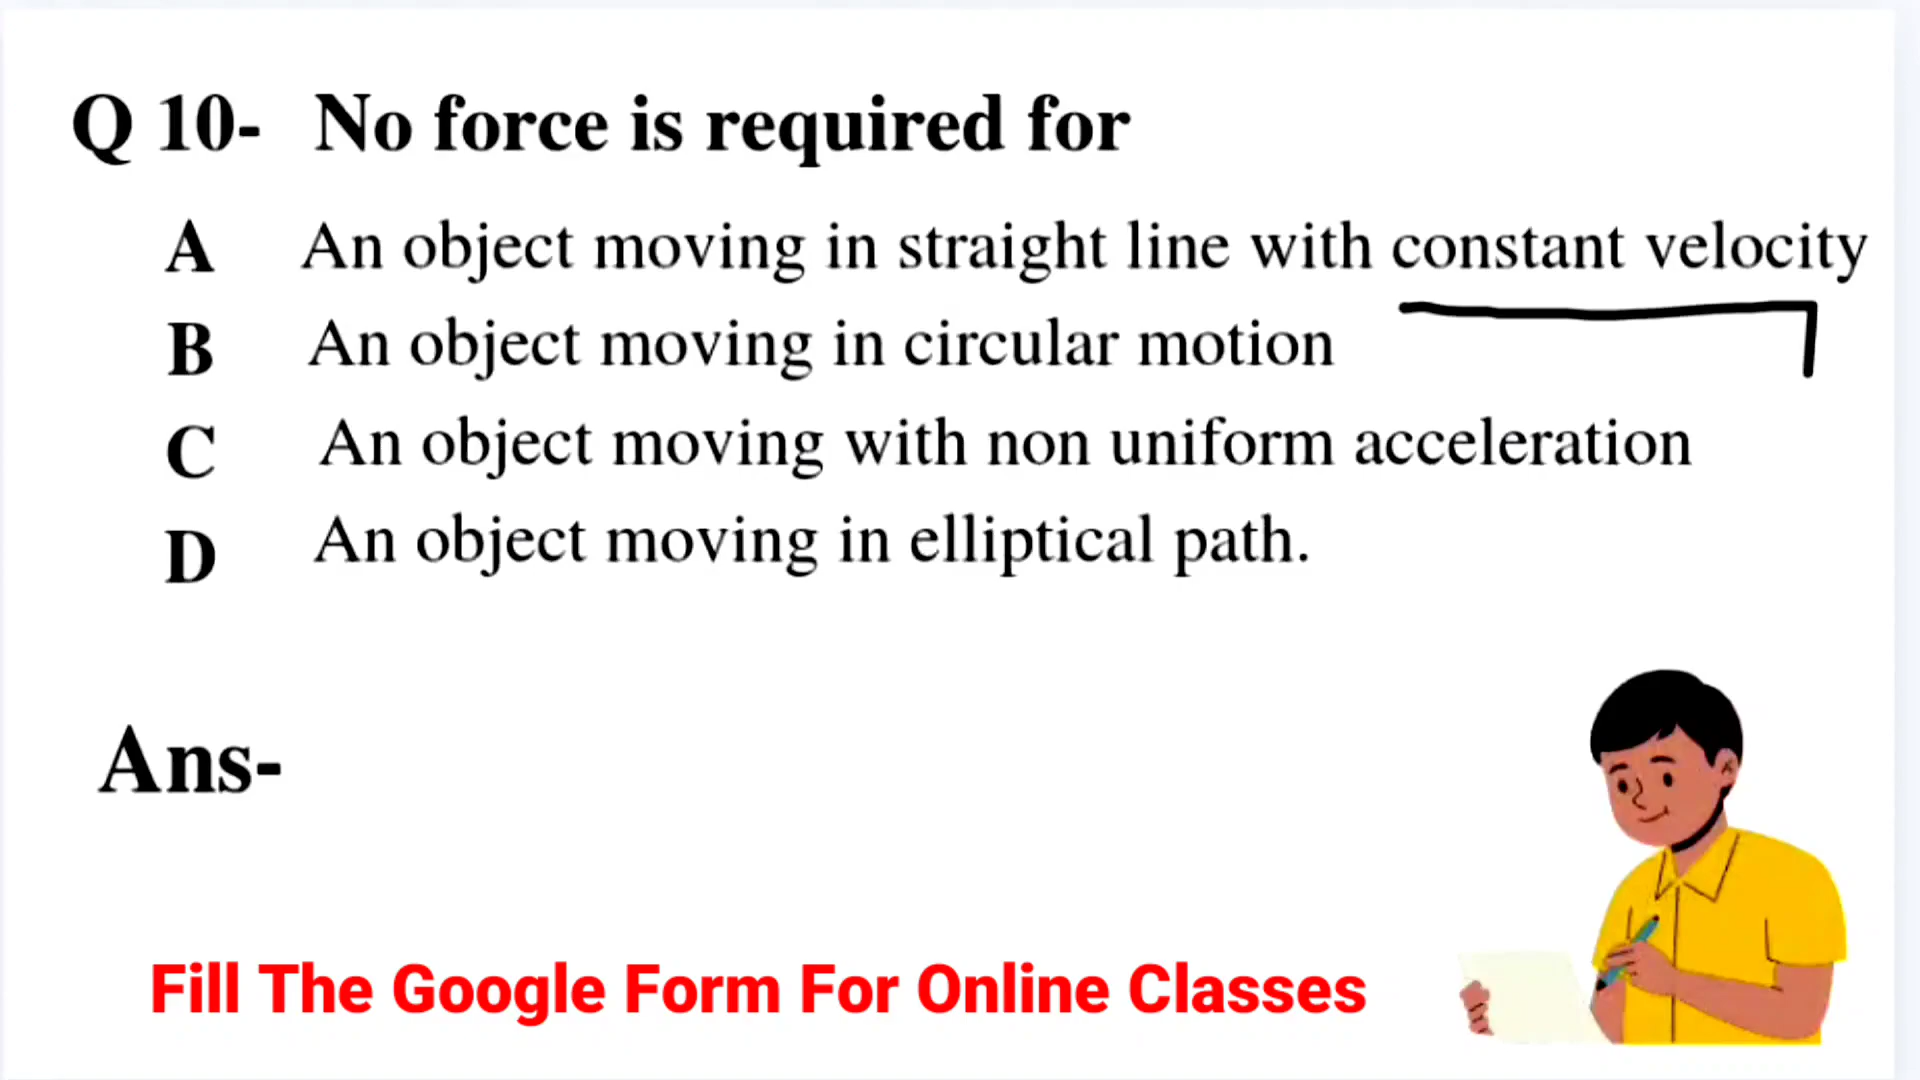 Q 10- No force is required for
A An object moving in straight line with constant velocity
B An object moving in circular motion
C An object moving with non uniform acceleration
D An object moving in elliptical path.
Ans-
Fill The Google Form For Online Classes